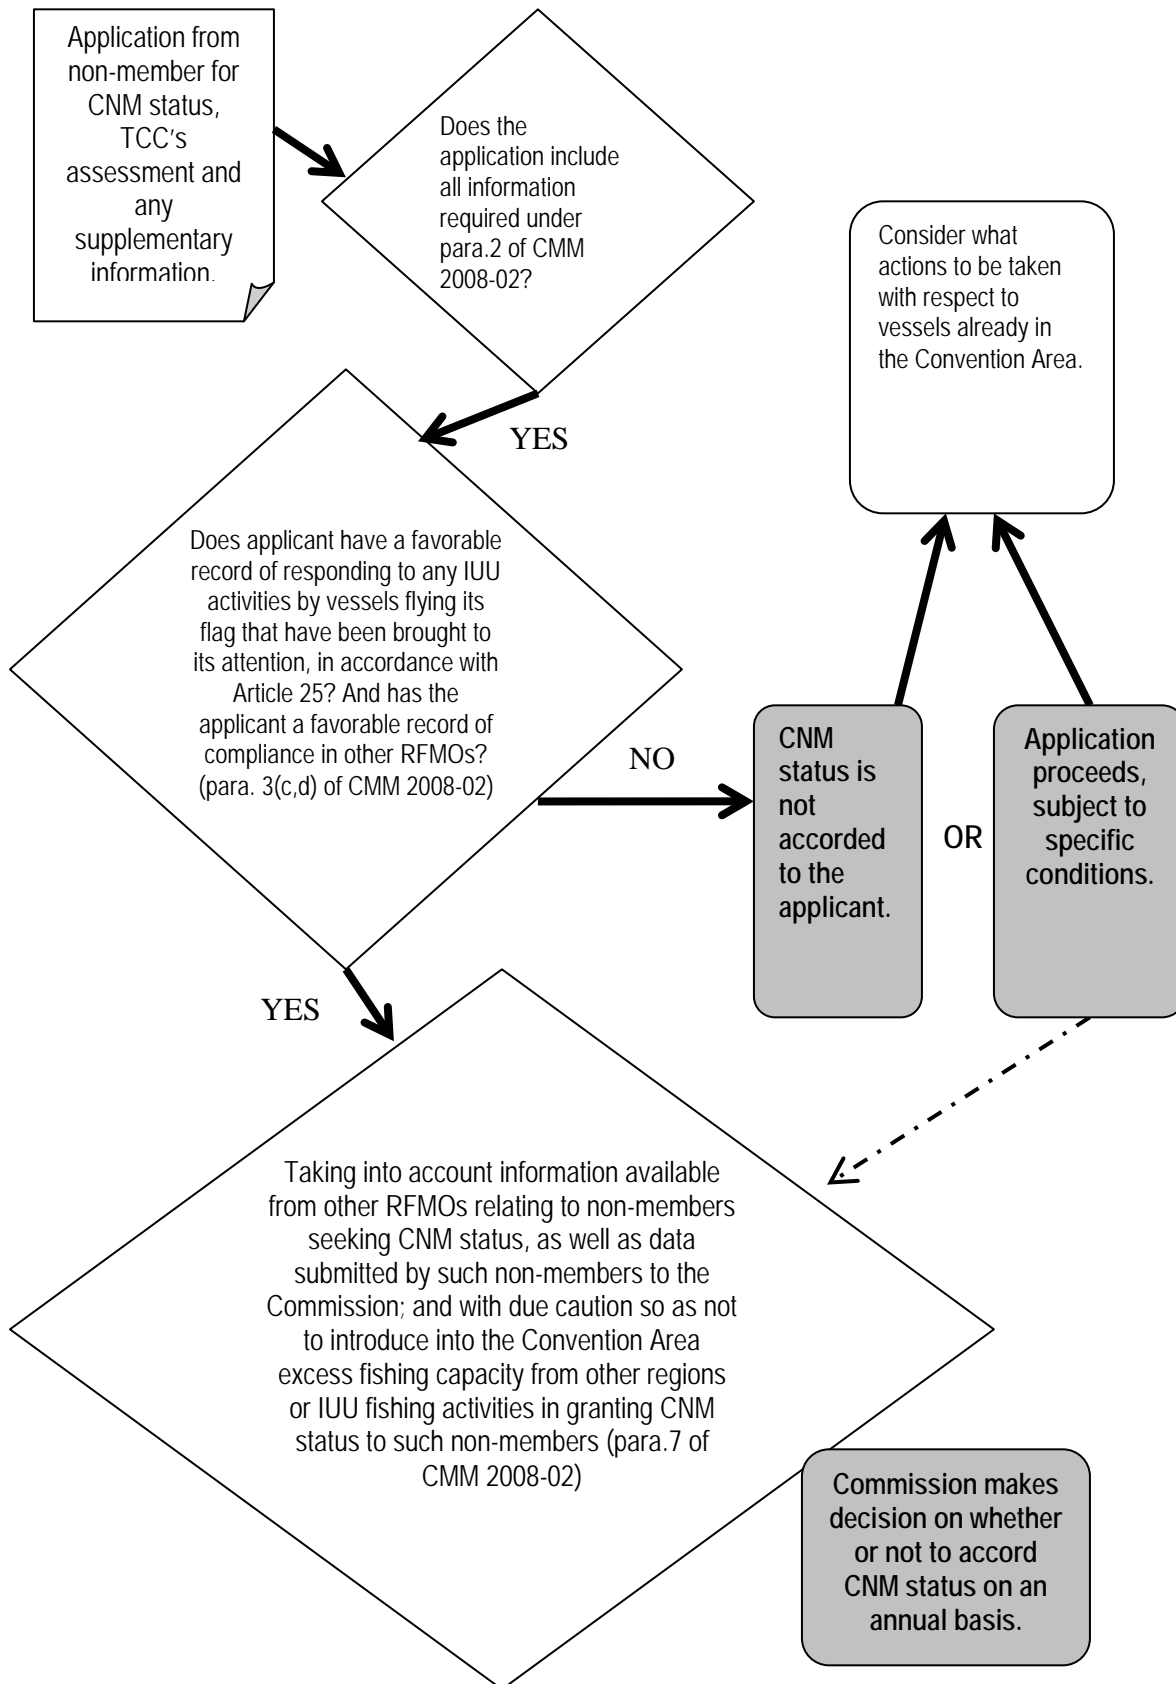 Application from
non-member for
CNM status,
TCC's
assessment and
any
supplementary
information.
Does the
application include
all information
required under
para.2 of CMM
2008-02?
Consider what
actions to be taken
with respect to
vessels already in
the Convention Area.
YES
Does applicant have a favorable
record of responding to any IUU
activities by vessels flying its
flag that have been brought to
its attention, in accordance with
Article 25? And has the
applicant a favorable record of
compliance in other RFMOs?
(para. 3(c,d) of CMM 2008-02)
NO
CNM
status is
not
accorded
to the
applicant.
OR
Application
proceeds,
subject to
specific
conditions.
YES
Taking into account information available
from other RFMOs relating to non-members
seeking CNM status, as well as data
submitted by such non-members to the
Commission; and with due caution so as not
to introduce into the Convention Area
excess fishing capacity from other regions
or IUU fishing activities in granting CNM
status to such non-members (para.7 of
CMM 2008-02)
Commission makes
decision on whether
or not to accord
CNM status on an
annual basis.